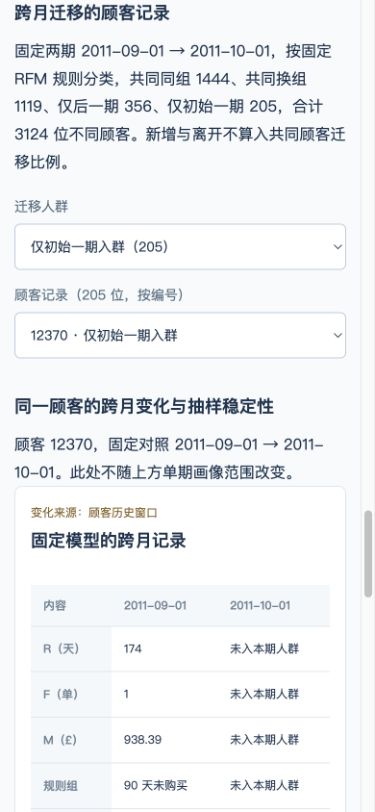 跨月迁移的顾客记录
固定两期 2011-09-01 → 2011-10-01，按固定
RFM 规则分类，共同同组 1444、共同换组
1119、仅后一期 356、仅初始一期 205，合计
3124 位不同顾客。新增与离开不算入共同顾客迁
移比例。
迁移人群
仅初始一期入群（205）
顾客记录（205 位，按编号）
12370 · 仅初始一期入群
同一顾客的跨月变化与抽样稳定性
顾客 12370，固定对照 2011-09-01 → 2011-
10-01。此处不随上方单期画像范围改变。
变化来源：顾客历史窗口
固定模型的跨月记录
内容 2011-09-01 2011-10-01
R（天） 174 未入本期人群
F（单） 1 未入本期人群
M（£） 938.39 未入本期人群
规则组 90 天未购买 未入本期人群